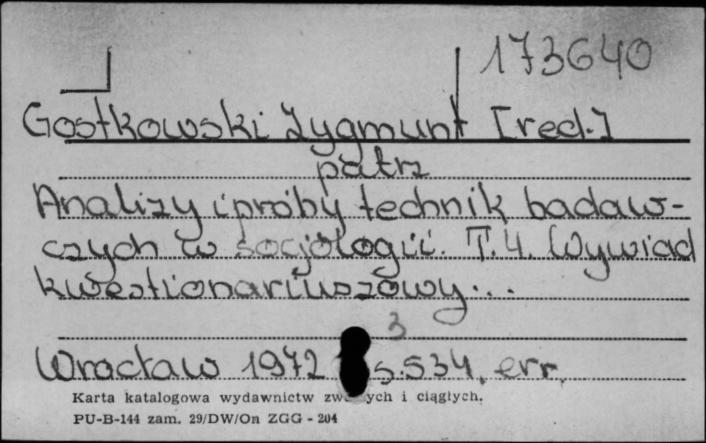 173640
Gostkowski Zygmunt [red.]
patrz
Analizy i próby technik badaw-
czych w socjologii. T.4. Wywiad
kwestionariuszowy...
3
Wrocław 1972 s.534, err.
Karta katalogowa wydawnictw ych i ciągłych.
PU-B-144 zam. 29/DW/On ZGG - 204